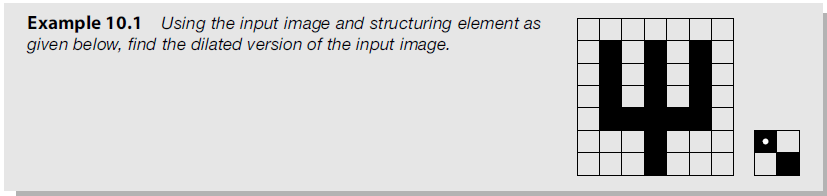 Example 10.1 Using the input image and structuring element as
given below, find the dilated version of the input image.